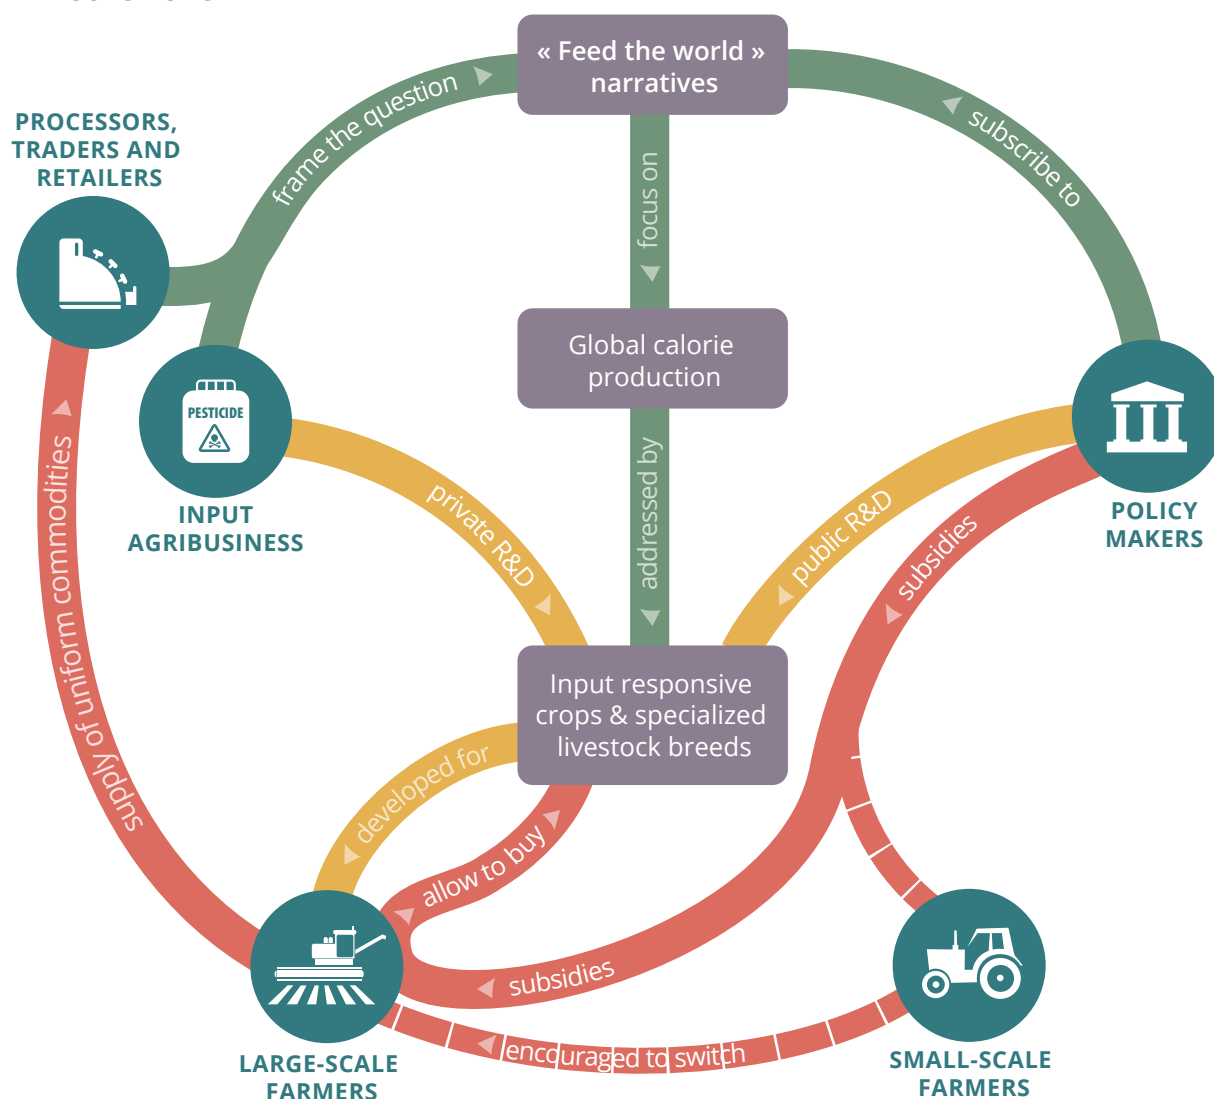 « Feed the world »
narratives
PROCESSORS,
TRADERS AND
RETAILERS
frame the question
subscribe to
focus on
Global calorie
production
PESTICIDE
INPUT
AGRIBUSINESS
POLICY
MAKERS
supply of uniform commodities
private R&D
addressed by
public R&D
subsidies
Input responsive
crops & specialized
livestock breeds
developed for
allow to buy
subsidies
encouraged to switch
LARGE-SCALE
FARMERS
SMALL-SCALE
FARMERS